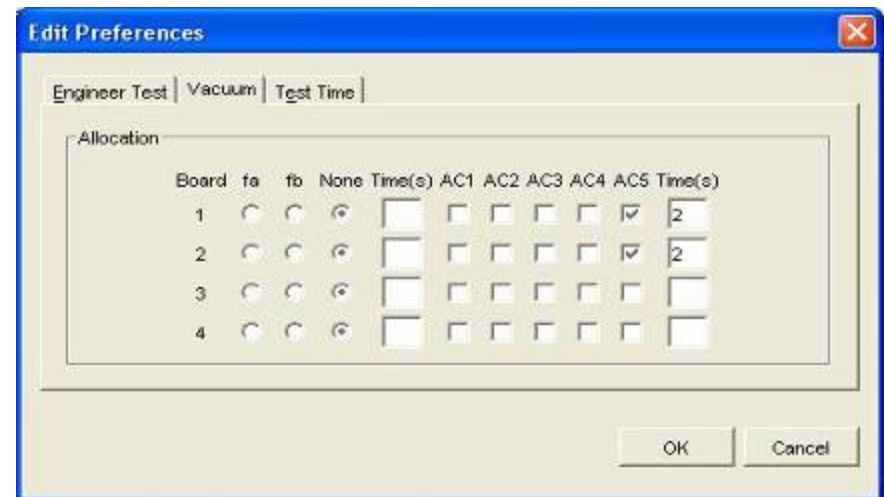 Edit Preferences
Engineer Test Vacuum Test Time
Allocation
Board fa fb None Time(s) AC1 AC2 AC3 AC4 AC5 Time(s)
1 2
2 2
3
4
OK Cancel